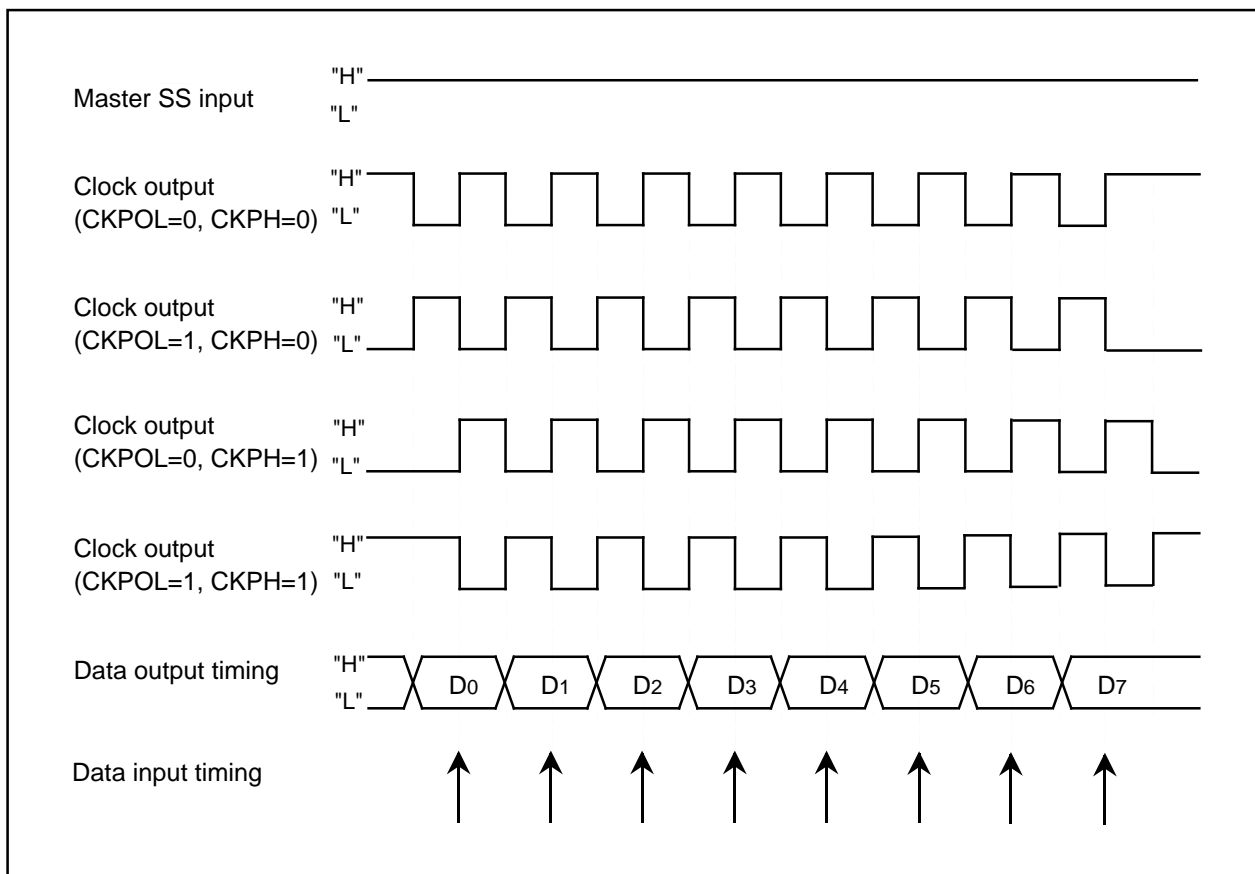 Master SS input
"H"
"L"
Clock output
(CKPOL=0, CKPH=0)
"H"
"L"
Clock output
(CKPOL=1, CKPH=0)
"H"
"L"
Clock output
(CKPOL=0, CKPH=1)
"H"
"L"
Clock output
(CKPOL=1, CKPH=1)
"H"
"L"
Data output timing
"H"
"L"
D0 D1 D2 D3 D4 D5 D6 D7
Data input timing